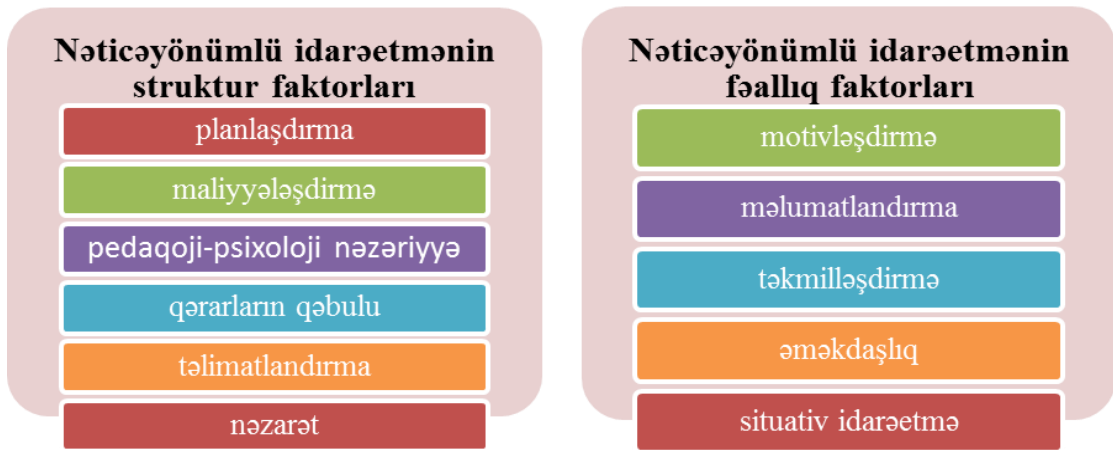 Nəticəyönümlü idarəetmənin
struktur faktorları
planlaşdırma
maliyyələşdirmə
pedaqoji-psixoloji nəzəriyyə
qərarların qəbulu
təlimatlandırma
nəzarət
Nəticəyönümlü idarəetmənin
fəallıq faktorları
motivləşdirmə
məlumatlandırma
təkmilləşdirmə
əməkdaşlıq
situativ idarəetmə